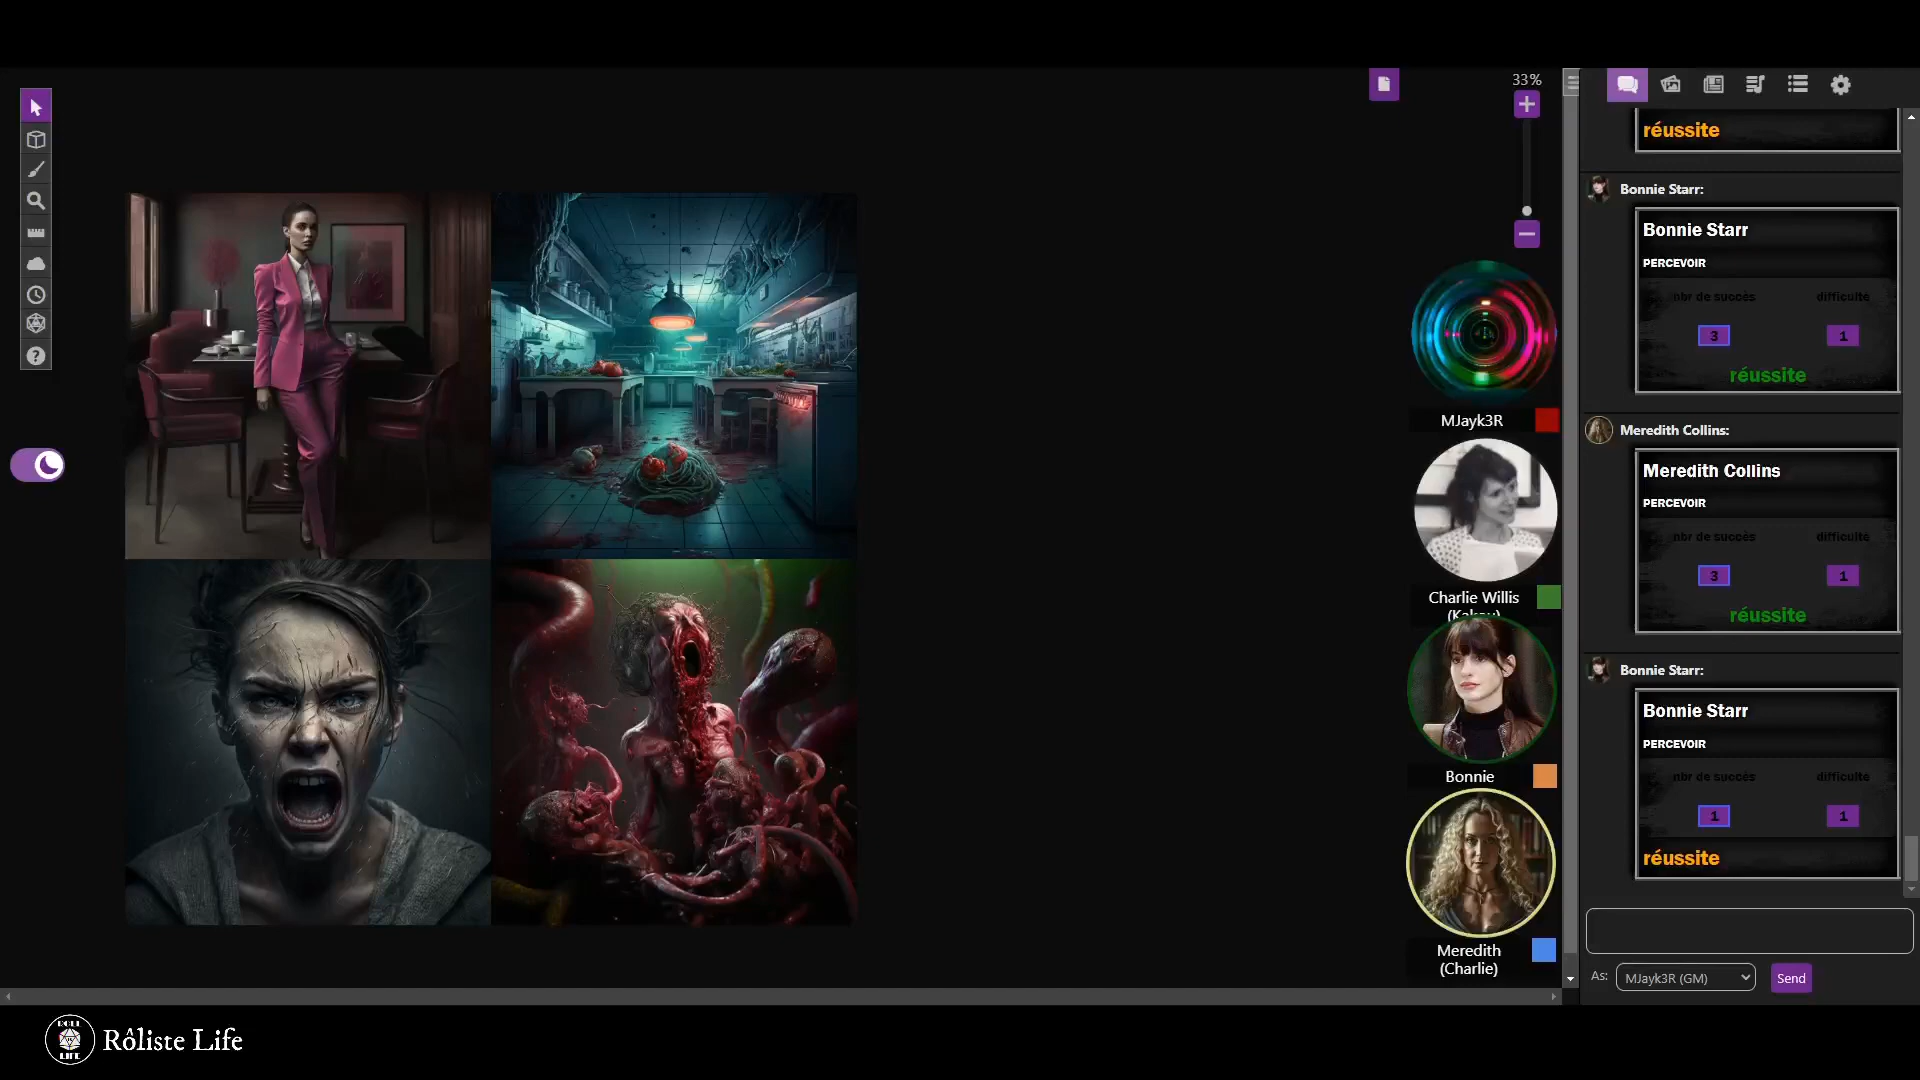 33%
réussite
Bonnie Starr:
Bonnie Starr
PERCEVOIR
nbr de succès difficulté
3 1
réussite
Meredith Collins:
Meredith Collins
PERCEVOIR
nbr de succès difficulté
3 1
réussite
Bonnie Starr:
Bonnie Starr
PERCEVOIR
nbr de succès difficulté
1 1
réussite
MJayk3R
Charlie Willis
Bonnie
Meredith
(Charlie)
As: MJayk3R (GM) Send
ROLL
LIFE
Rôliste Life